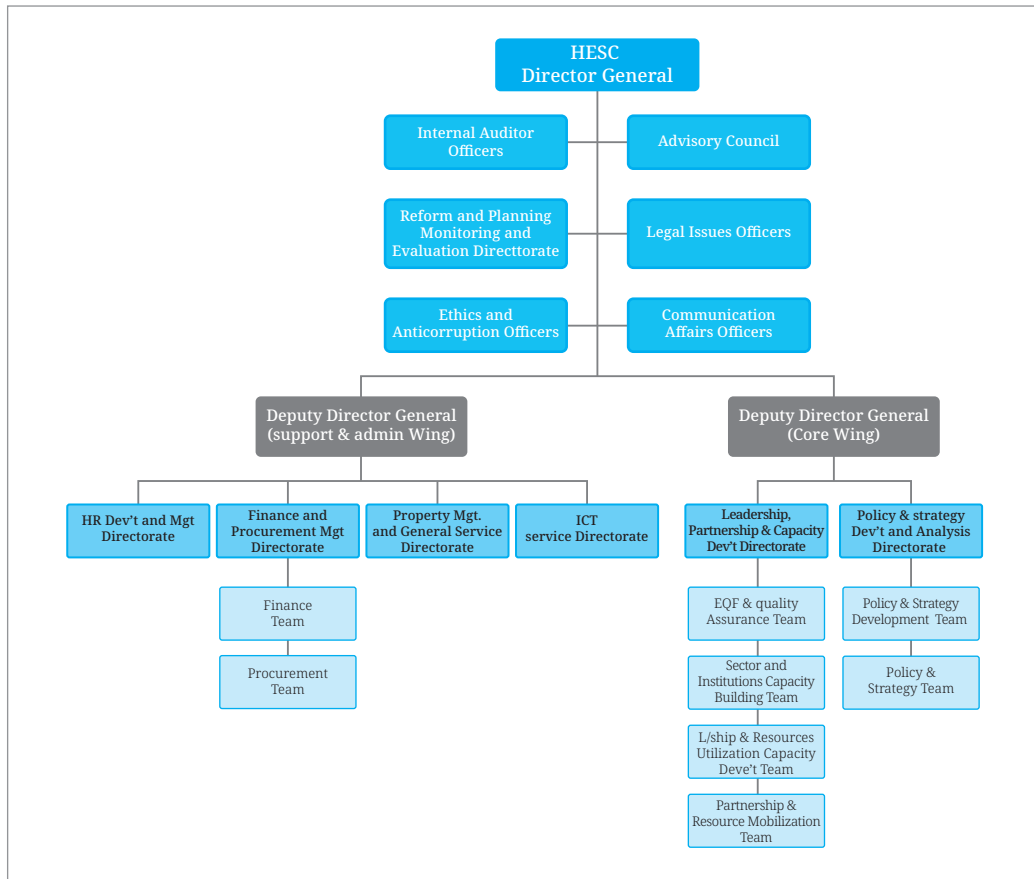 HESC
Director General
Internal Auditor
Officers
Advisory Council
Reform and Planning
Monitoring and
Evaluation Directtorate
Legal Issues Officers
Ethics and
Anticorruption Officers
Communication
Affairs Officers
Deputy Director General
(support & admin Wing)
Deputy Director General
(Core Wing)
HR Dev't and Mgt
Directorate
Finance and
Procurement Mgt
Directorate
Property Mgt.
and General Service
Directorate
ICT
service Directorate
Leadership,
Partnership & Capacity
Dev't Directorate
Policy & strategy
Dev't and Analysis
Directorate
Finance
Team
Procurement
Team
EQF & quality
Assurance Team
Sector and
Institutions Capacity
Building Team
L/ship & Resources
Utilization Capacity
Deve't Team
Partnership &
Resource Mobilization
Team
Policy & Strategy
Development Team
Policy &
Strategy Team